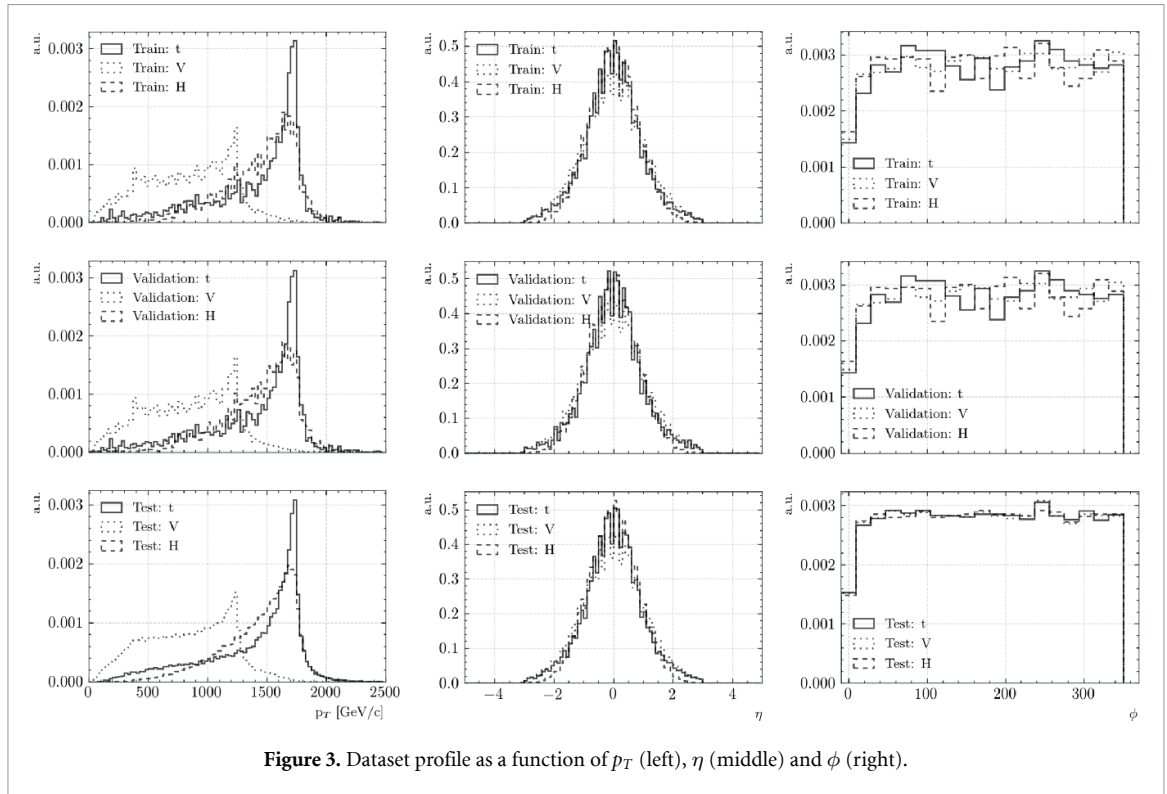 a.u.
0.003
0.002
0.001
0.000
Train: t
Train: V
Train: H
a.u.
0.5
0.4
0.3
0.2
0.1
0.0
Train: t
Train: V
Train: H
a.u.
0.003
0.002
0.001
0.000
Train: t
Train: V
Train: H
a.u.
0.003
0.002
0.001
0.000
Validation: t
Validation: V
Validation: H
a.u.
0.5
0.4
0.3
0.2
0.1
0.0
Validation: t
Validation: V
Validation: H
a.u.
0.003
0.002
0.001
0.000
Validation: t
Validation: V
Validation: H
a.u.
0.003
0.002
0.001
0.000
Test: t
Test: V
Test: H
0 500 1000 1500 2000 2500
p_T [GeV/c]
a.u.
0.5
0.4
0.3
0.2
0.1
0.0
Test: t
Test: V
Test: H
−4 −2 0 2 4
η
a.u.
0.003
0.002
0.001
0.000
Test: t
Test: V
Test: H
0 100 200 300
ϕ
Figure 3. Dataset profile as a function of p_T (left), η (middle) and ϕ (right).